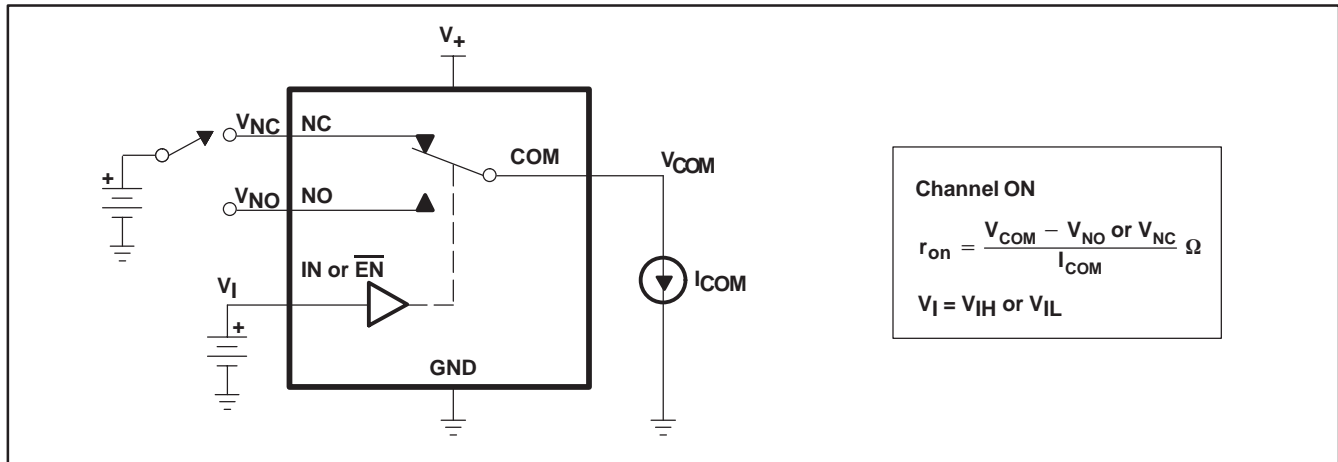 V+
VNC NC
COM
VCOM
+
VNO NO
IN or EN̅
VI
+
ICOM
GND
Channel ON
ron = (VCOM − VNO or VNC) / ICOM Ω
VI = VIH or VIL